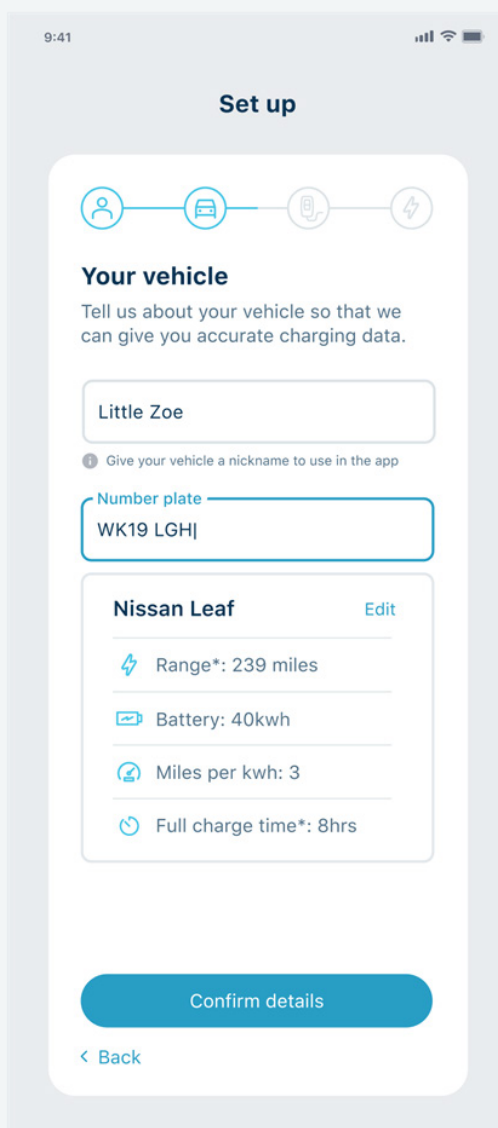 9:41
Set up
Your vehicle
Tell us about your vehicle so that we
can give you accurate charging data.
Little Zoe
Give your vehicle a nickname to use in the app
Number plate
WK19 LGH
Nissan Leaf
Edit
Range*: 239 miles
Battery: 40kwh
Miles per kwh: 3
Full charge time*: 8hrs
Confirm details
< Back